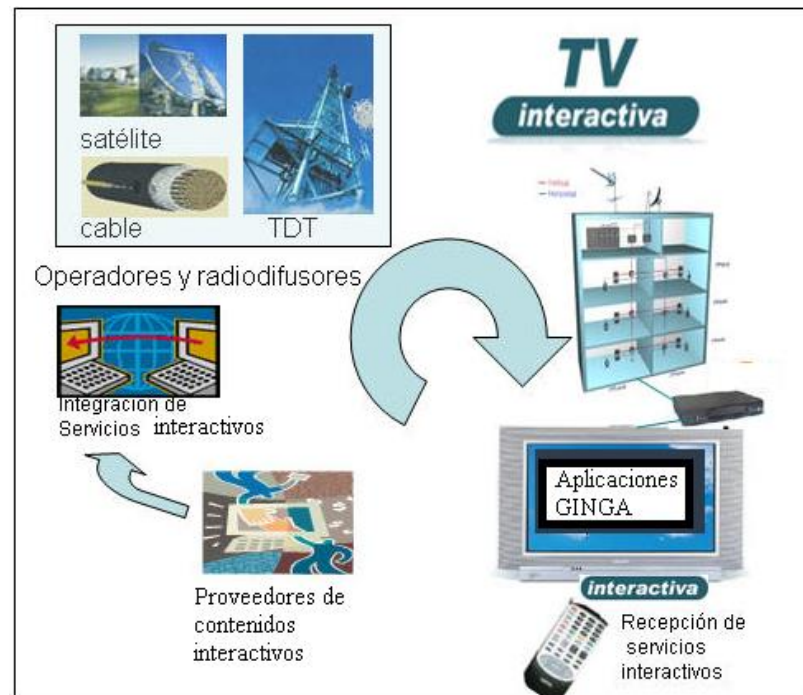 satélite
cable
TDT
Operadores y radiodifusores
Integración de
Servicios interactivos
Proveedores de
contenidos
interactivos
TV
interactiva
Aplicaciones
GINGA
interactiva
Recepción de
servicios
interactivos